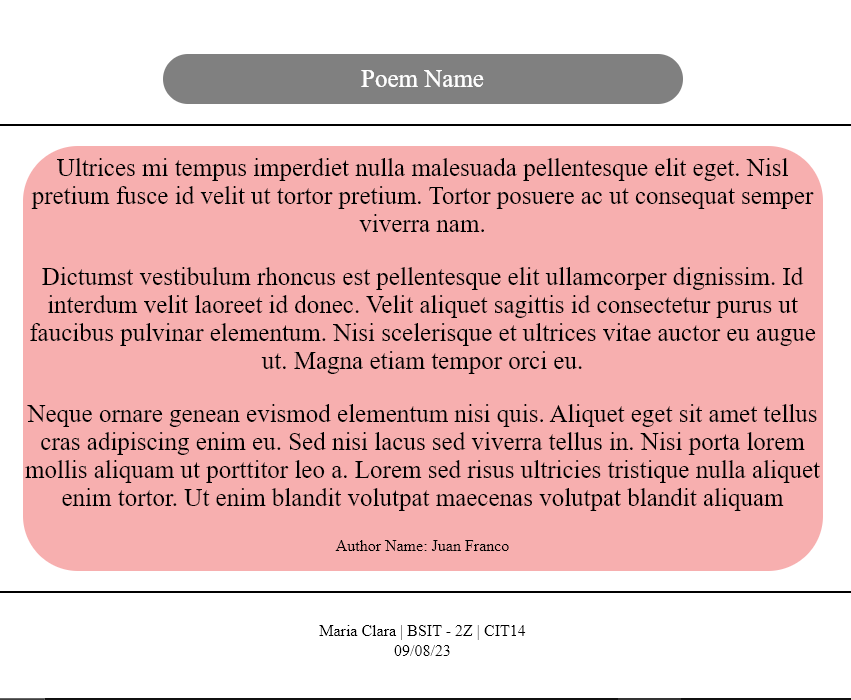 Poem Name
Ultrices mi tempus imperdiet nulla malesuada pellentesque elit eget. Nisl
pretium fusce id velit ut tortor pretium. Tortor posuere ac ut consequat semper
viverra nam.
Dictumst vestibulum rhoncus est pellentesque elit ullamcorper dignissim. Id
interdum velit laoreet id donec. Velit aliquet sagittis id consectetur purus ut
faucibus pulvinar elementum. Nisi scelerisque et ultrices vitae auctor eu augue
ut. Magna etiam tempor orci eu.
Neque ornare genean evismod elementum nisi quis. Aliquet eget sit amet tellus
cras adipiscing enim eu. Sed nisi lacus sed viverra tellus in. Nisi porta lorem
mollis aliquam ut porttitor leo a. Lorem sed risus ultricies tristique nulla aliquet
enim tortor. Ut enim blandit volutpat maecenas volutpat blandit aliquam
Author Name: Juan Franco
Maria Clara | BSIT - 2Z | CIT14
09/08/23